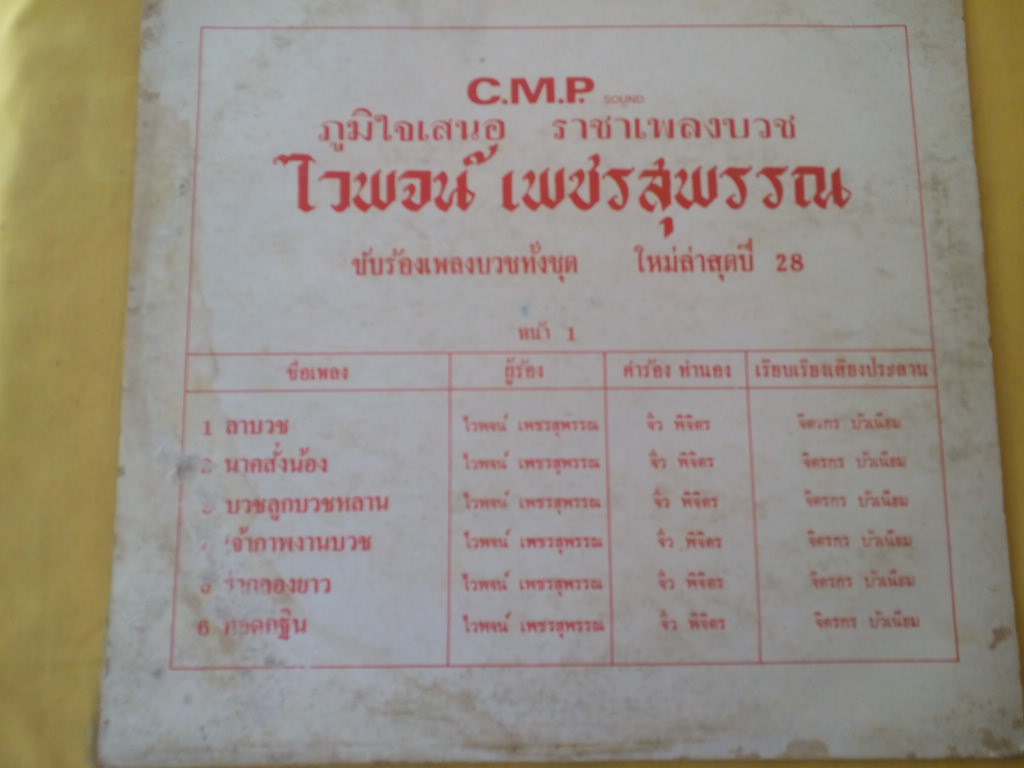 C.M.P. SOUND
ภูมิใจเสนอ ราชาเพลงบวช
ไวพจน์ เพชรสุพรรณ
ขับร้องเพลงบวชทั้งชุด ใหม่ล่าสุดปี 28
หน้า 1
ชื่อเพลง ผู้ร้อง คำร้อง ทำนอง เรียบเรียงเสียงประสาน
1 ลาบวช ไวพจน์ เพชรสุพรรณ จิ๋ว พิจิตร จิตรกร บัวเนียม
2 นาคสั่งน้อง ไวพจน์ เพชรสุพรรณ จิ๋ว พิจิตร จิตรกร บัวเนียม
3 บวชลูกบวชหลาน ไวพจน์ เพชรสุพรรณ จิ๋ว พิจิตร จิตรกร บัวเนียม
4 เจ้าภาพงานบวช ไวพจน์ เพชรสุพรรณ จิ๋ว พิจิตร จิตรกร บัวเนียม
ไวพจน์ เพชรสุพรรณ จิ๋ว พิจิตร จิตรกร บัวเนียม
6 ทอดกฐิน ไวพจน์ เพชรสุพรรณ จิ๋ว พิจิตร จิตรกร บัวเนียม